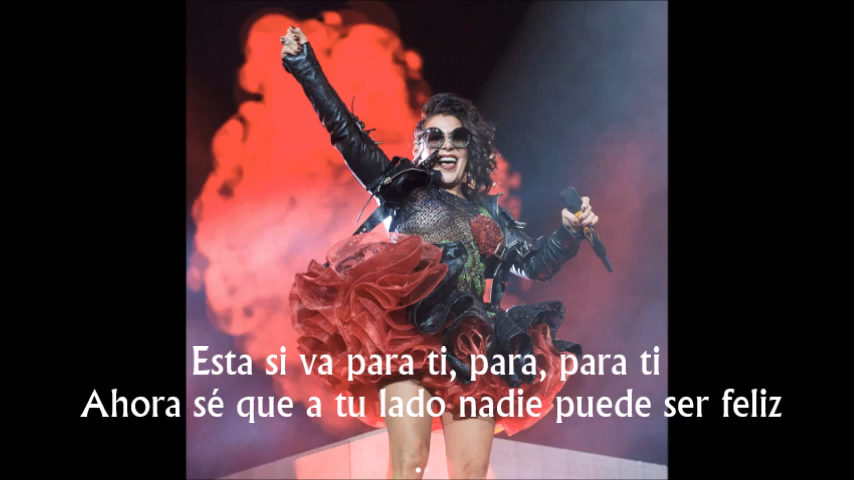 Esta si va para ti, para, para ti
Ahora sé que a tu lado nadie puede ser feliz